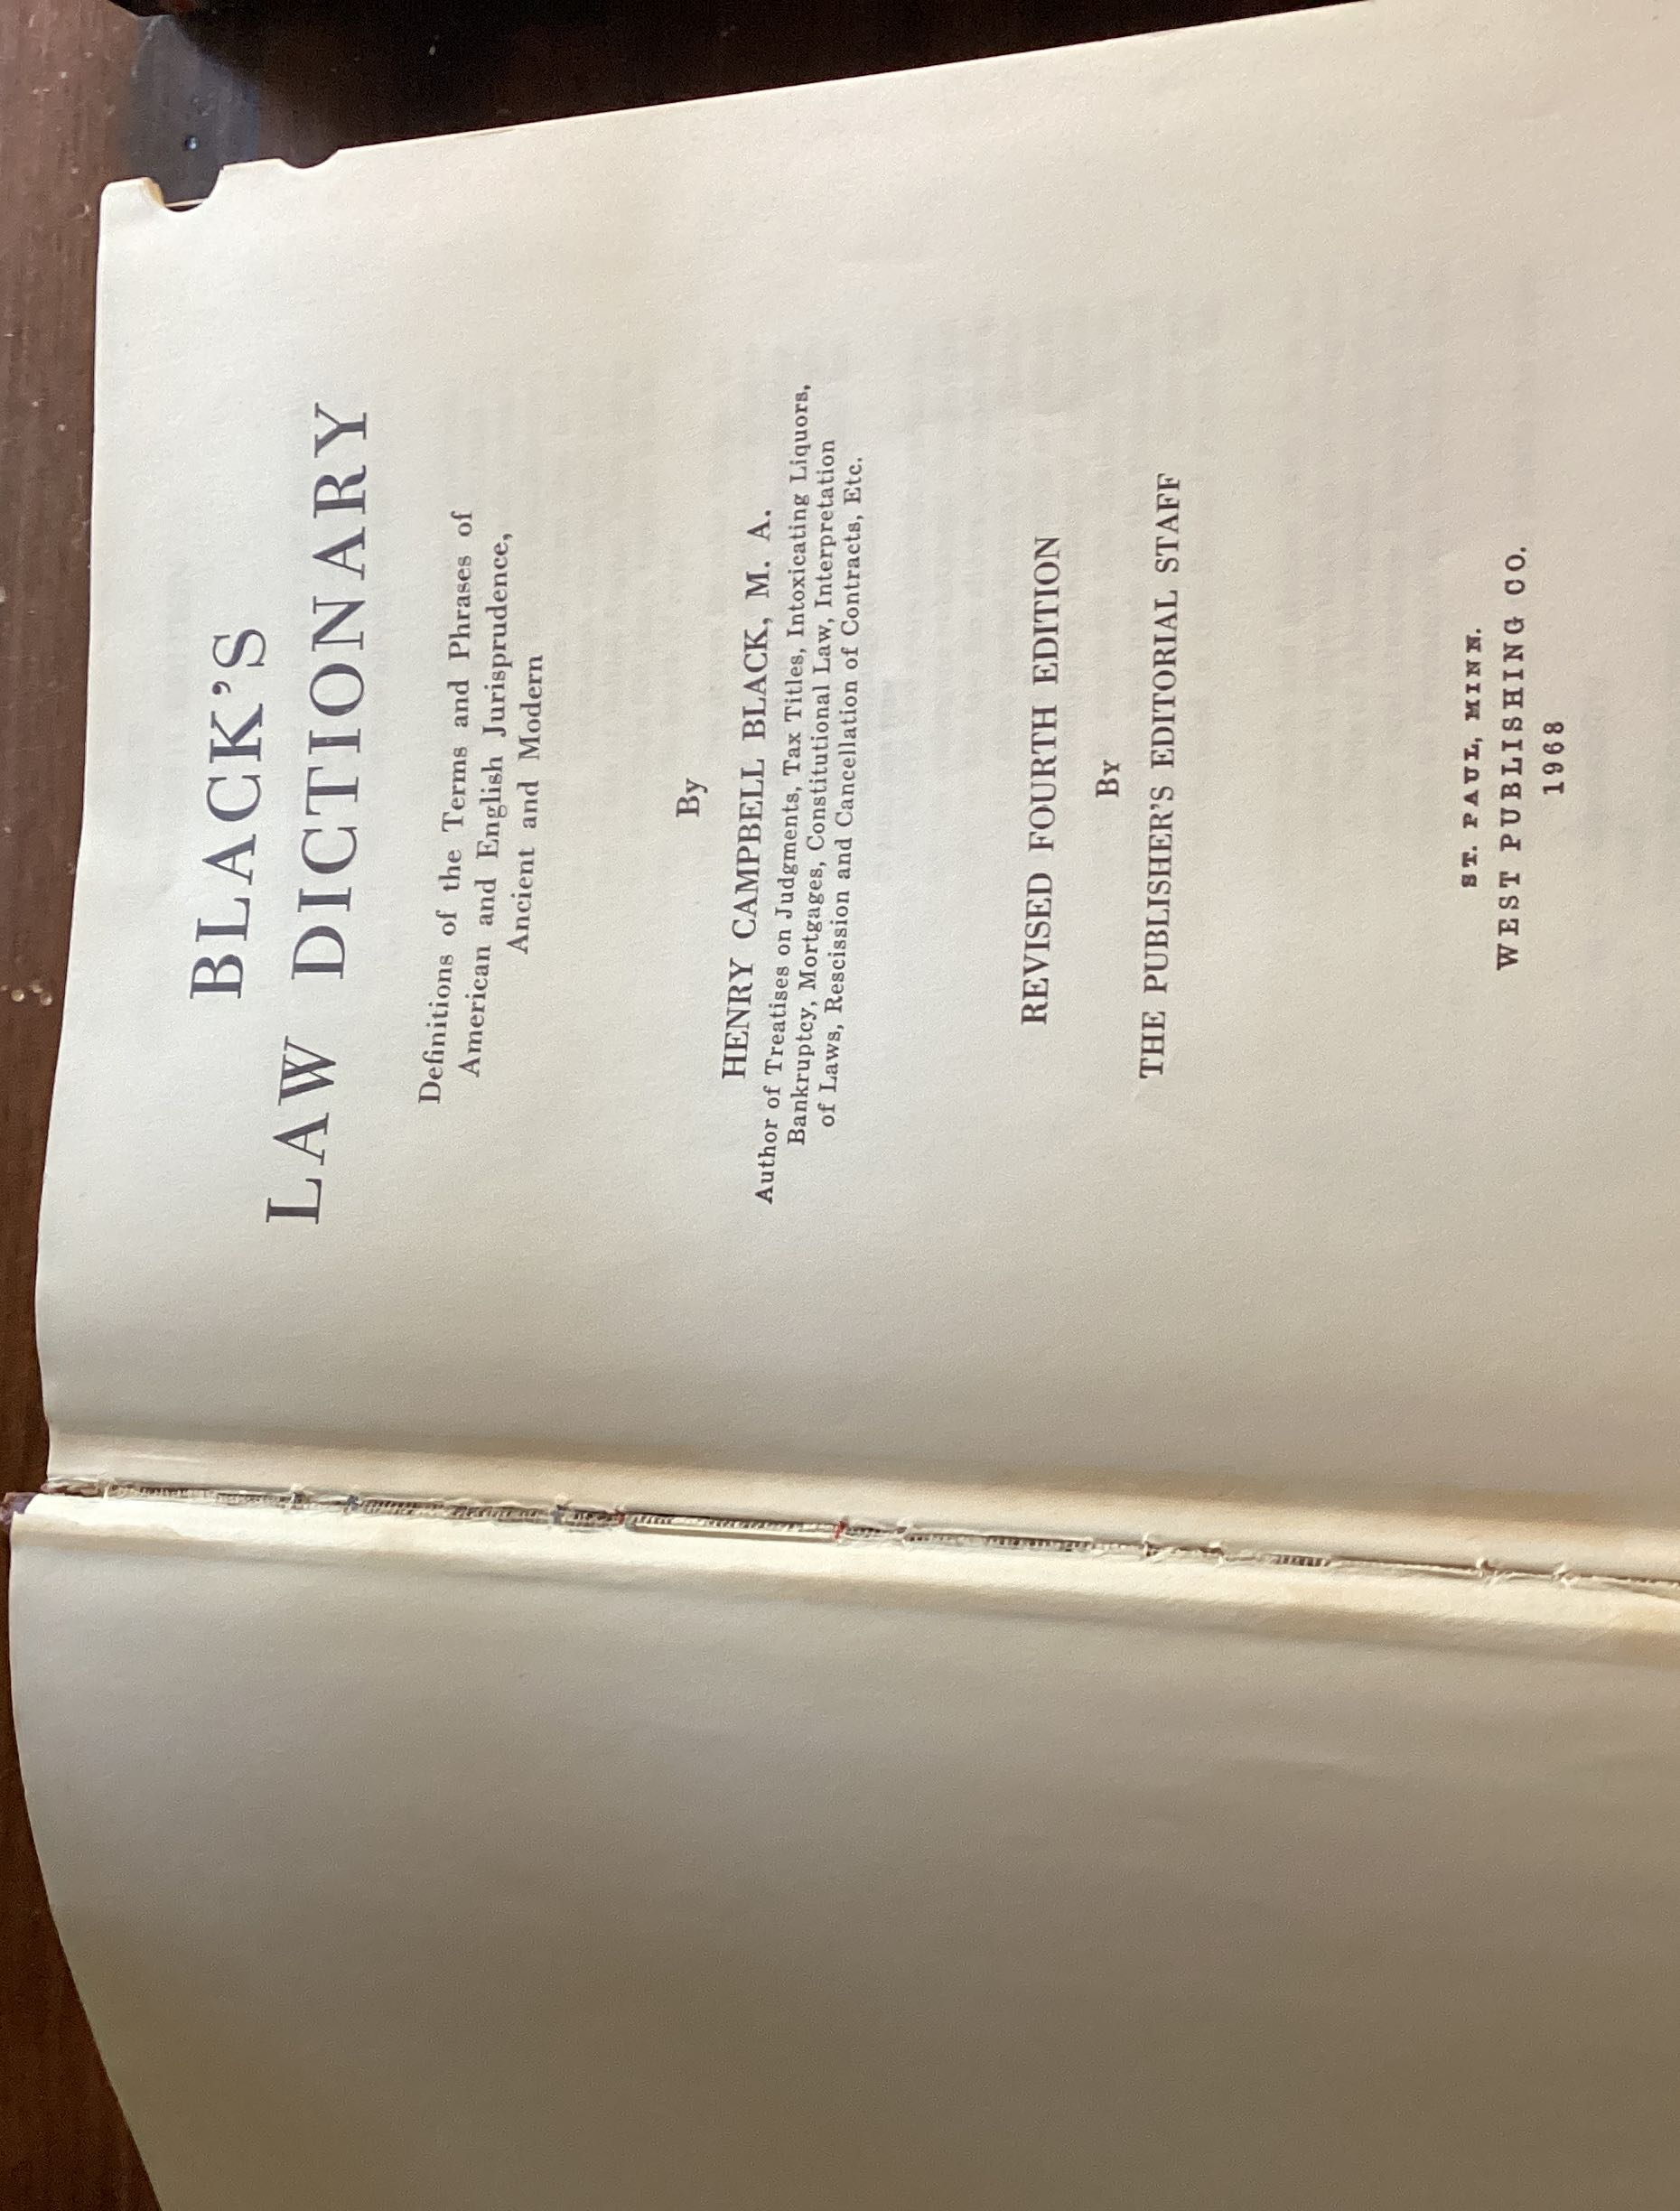 BLACK'S
LAW DICTIONARY
Definitions of the Terms and Phrases of
American and English Jurisprudence,
Ancient and Modern
By
HENRY CAMPBELL BLACK, M. A.
Author of Treatises on Judgments, Tax Titles, Intoxicating Liquors,
Bankruptcy, Mortgages, Constitutional Law, Interpretation
of Laws, Rescission and Cancellation of Contracts, Etc.
REVISED FOURTH EDITION
By
THE PUBLISHER'S EDITORIAL STAFF
ST. PAUL, MINN.
WEST PUBLISHING CO.
1968